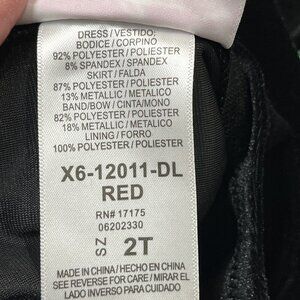 DRESS / VESTIDO:
BODICE / CORPINO
92% POLYESTER / POLIESTER
8% SPANDEX / SPANDEX
SKIRT / FALDA
87% POLYESTER / POLIESTER
13% METALLIC / METALICO
BAND/BOW / CINTA/MONO
82% POLYESTER / POLIESTER
18% METALLIC / METALICO
LINING / FORRO
100% POLYESTER / POLIESTER
X6-12011-DL
RED
RN# 17175
06202330
SZ 2T
MADE IN CHINA / HECHO EN CHINA
SEE REVERSE FOR CARE / MIRAR EL
LADO INVERSO PARA CUIDADO